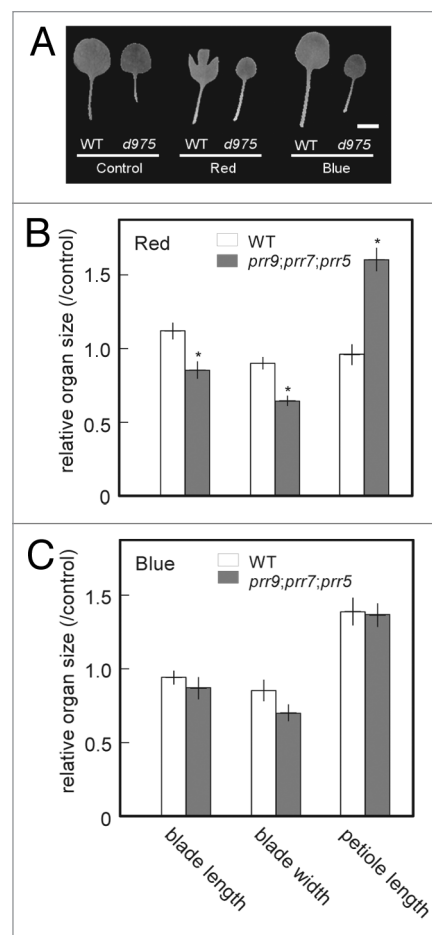 A
WT d975 WT d975 WT d975
Control Red Blue
B
Red
WT
prr9;prr7;prr5
relative organ size (/control)
1.5
1.0
0.5
0
*
*
*
C
Blue
WT
prr9;prr7;prr5
relative organ size (/control)
1.5
1.0
0.5
0
blade length
blade width
petiole length